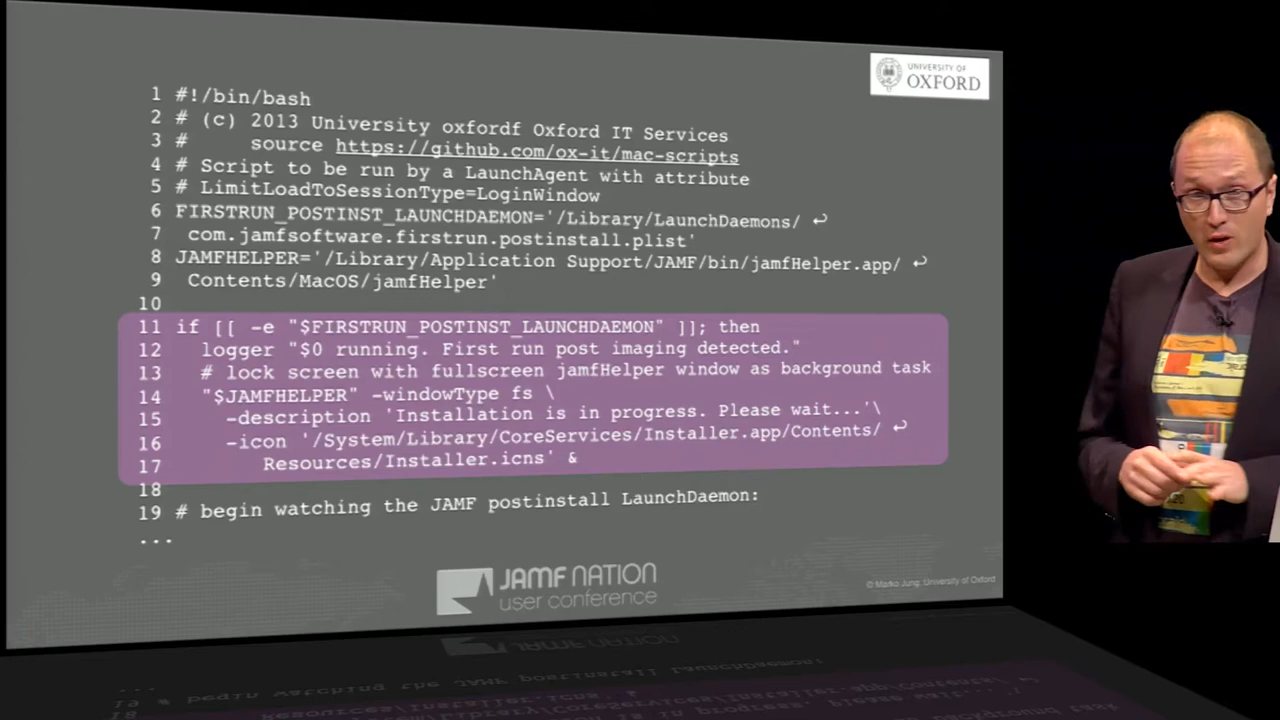 UNIVERSITY OF
OXFORD
1 #!/bin/bash
2 # (c) 2013 University oxfordf Oxford IT Services
3 #     source https://github.com/ox-it/mac-scripts
4 # Script to be run by a LaunchAgent with attribute
5 # LimitLoadToSessionType=LoginWindow
6 FIRSTRUN_POSTINST_LAUNCHDAEMON='/Library/LaunchDaemons/ ↩
7  com.jamfsoftware.firstrun.postinstall.plist'
8 JAMFHELPER='/Library/Application Support/JAMF/bin/jamfHelper.app/ ↩
9  Contents/MacOS/jamfHelper'
10
11 if [[ -e "$FIRSTRUN_POSTINST_LAUNCHDAEMON" ]]; then
12   logger "$0 running. First run post imaging detected."
13   # lock screen with fullscreen jamfHelper window as background task
14   "$JAMFHELPER" -windowType fs \
15     -description 'Installation is in progress. Please wait...'\
16     -icon '/System/Library/CoreServices/Installer.app/Contents/ ↩
17        Resources/Installer.icns' &
18
19 # begin watching the JAMF postinstall LaunchDaemon:
...
JAMF NATION
user conference
© Marko Jung, University of Oxford